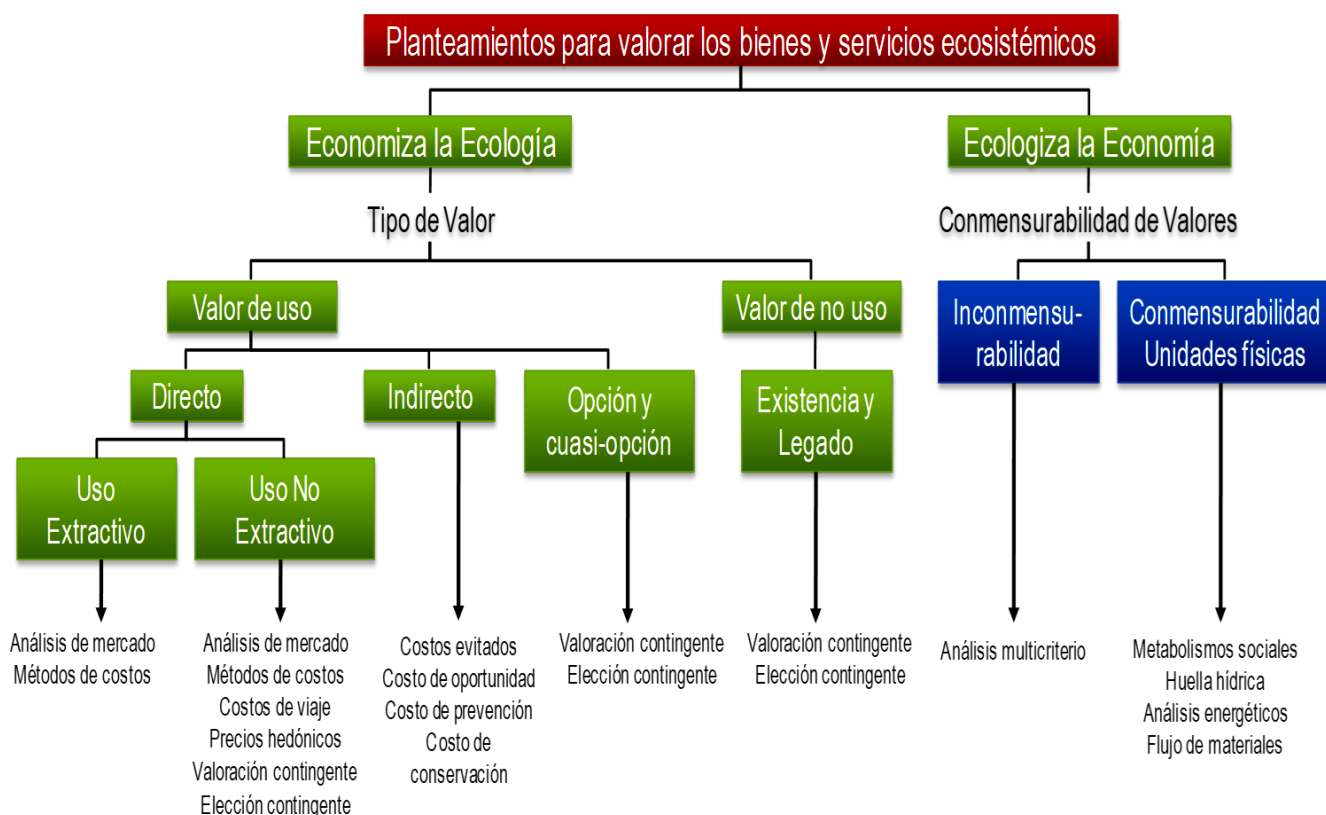 Planteamientos para valorar los bienes y servicios ecosistémicos
Economiza la Ecología
Ecologiza la Economía
Tipo de Valor
Conmensurabilidad de Valores
Valor de uso
Valor de no uso
Inconmensu-
rabilidad
Conmensurabilidad
Unidades físicas
Directo
Indirecto
Opción y
cuasi-opción
Existencia y
Legado
Uso
Extractivo
Uso No
Extractivo
Análisis de mercado
Métodos de costos
Análisis de mercado
Métodos de costos
Costos de viaje
Precios hedónicos
Valoración contingente
Elección contingente
Costos evitados
Costo de oportunidad
Costo de prevención
Costo de
conservación
Valoración contingente
Elección contingente
Valoración contingente
Elección contingente
Análisis multicriterio
Metabolismos sociales
Huella hídrica
Análisis energéticos
Flujo de materiales